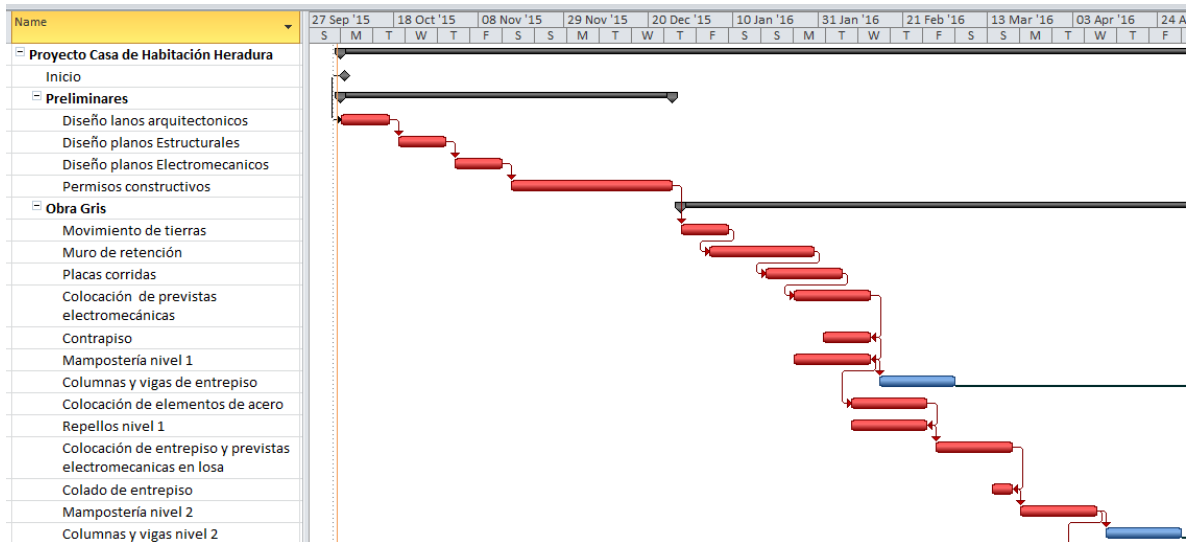 Name
27 Sep '15 18 Oct '15 08 Nov '15 29 Nov '15 20 Dec '15 10 Jan '16 31 Jan '16 21 Feb '16 13 Mar '16 03 Apr '16 24 A
S M T W T F S S M T W T F S S M T W T F S S M T W T F
Proyecto Casa de Habitación Heradura
Inicio
Preliminares
Diseño lanos arquitectonicos
Diseño planos Estructurales
Diseño planos Electromecanicos
Permisos constructivos
Obra Gris
Movimiento de tierras
Muro de retención
Placas corridas
Colocación de previstas
electromecánicas
Contrapiso
Mampostería nivel 1
Columnas y vigas de entrepiso
Colocación de elementos de acero
Repellos nivel 1
Colocación de entrepiso y previstas
electromecanicas en losa
Colado de entrepiso
Mampostería nivel 2
Columnas y vigas nivel 2